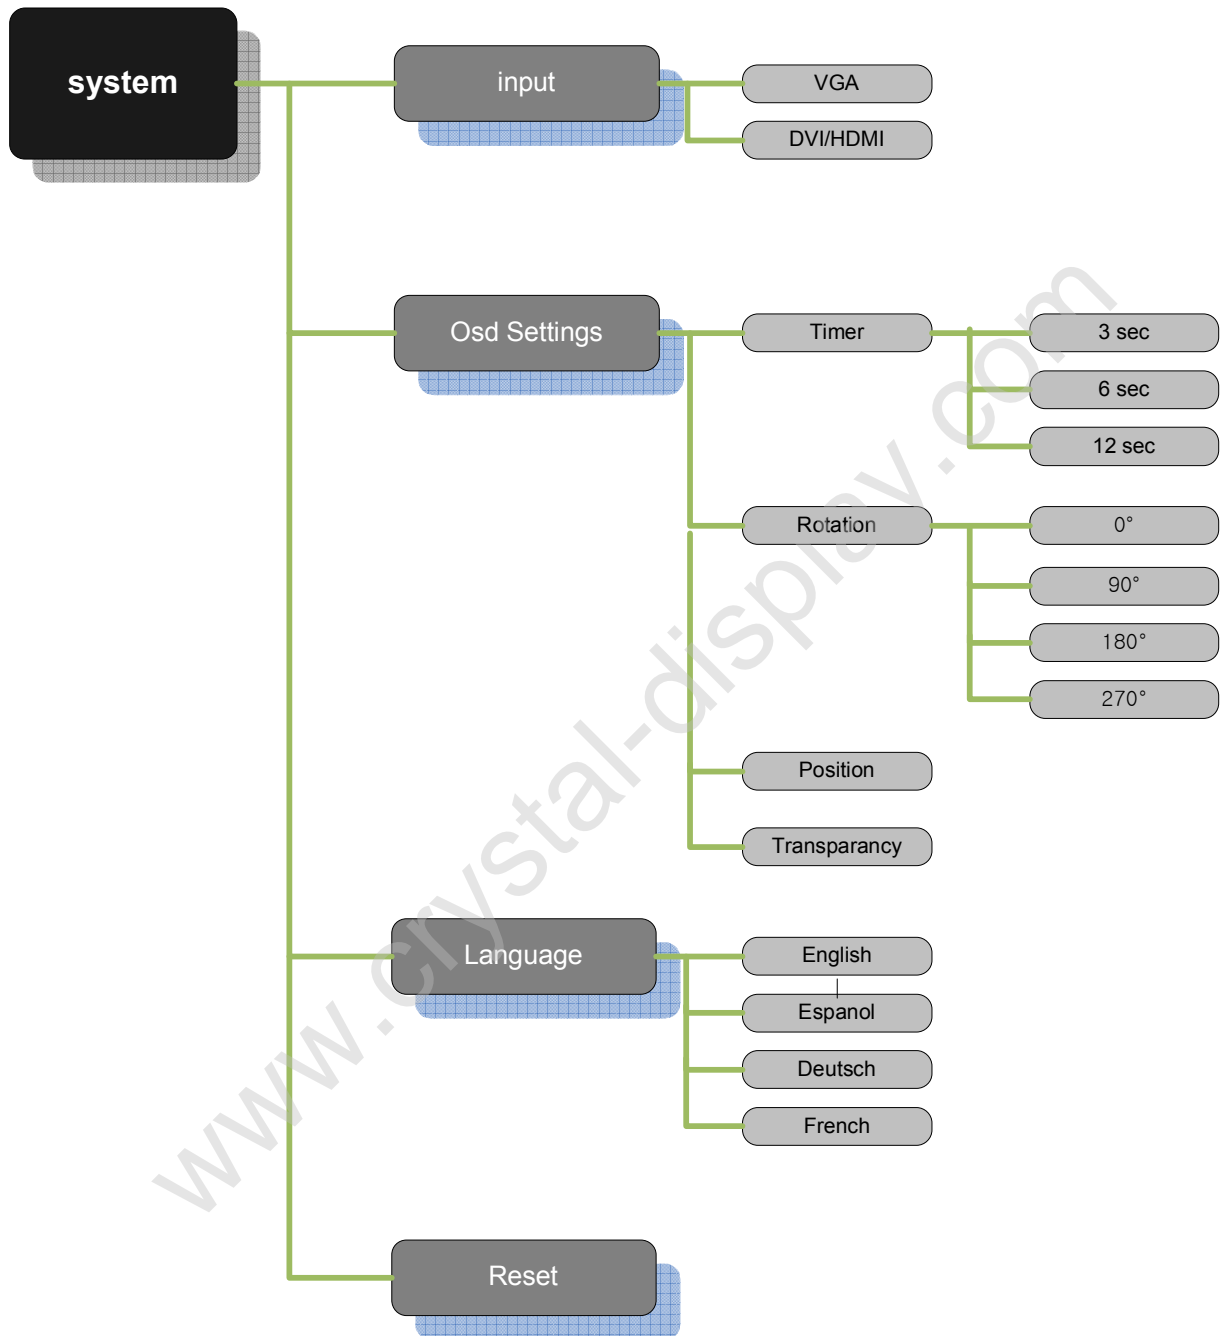 system
input
VGA
DVI/HDMI
Osd Settings
Timer
3 sec
6 sec
12 sec
Rotation
0°
90°
180°
270°
Position
Transparancy
Language
English
Espanol
Deutsch
French
Reset
www.crystal-display.com